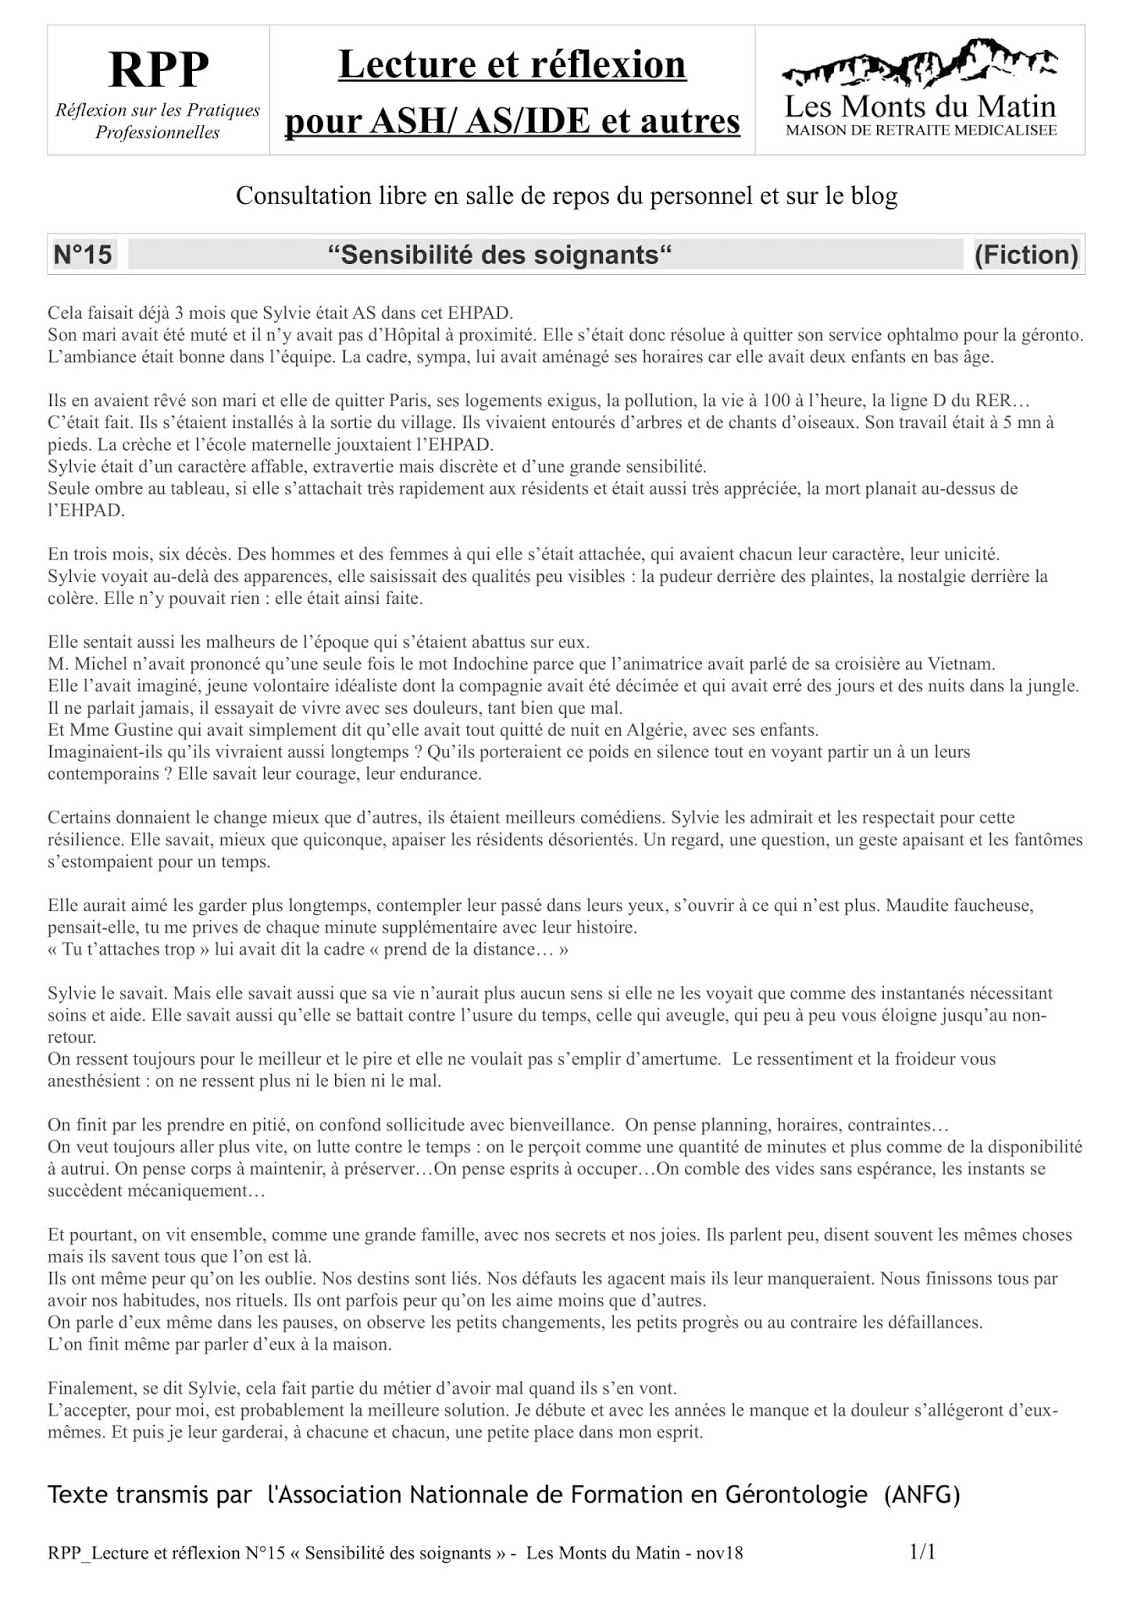 RPP
Réflexion sur les Pratiques
Professionnelles
Lecture et réflexion
pour ASH/ AS/IDE et autres
Les Monts du Matin
MAISON DE RETRAITE MEDICALISEE
Consultation libre en salle de repos du personnel et sur le blog
N°15 “Sensibilité des soignants“ (Fiction)
Cela faisait déjà 3 mois que Sylvie était AS dans cet EHPAD.
Son mari avait été muté et il n’y avait pas d’Hôpital à proximité. Elle s’était donc résolue à quitter son service ophtalmo pour la géronto.
L’ambiance était bonne dans l’équipe. La cadre, sympa, lui avait aménagé ses horaires car elle avait deux enfants en bas âge.
Ils en avaient rêvé son mari et elle de quitter Paris, ses logements exigus, la pollution, la vie à 100 à l’heure, la ligne D du RER…
C’était fait. Ils s’étaient installés à la sortie du village. Ils vivaient entourés d’arbres et de chants d’oiseaux. Son travail était à 5 mn à
pieds. La crèche et l’école maternelle jouxtaient l’EHPAD.
Sylvie était d’un caractère affable, extravertie mais discrète et d’une grande sensibilité.
Seule ombre au tableau, si elle s’attachait très rapidement aux résidents et était aussi très appréciée, la mort planait au-dessus de
l’EHPAD.
En trois mois, six décès. Des hommes et des femmes à qui elle s’était attachée, qui avaient chacun leur caractère, leur unicité.
Sylvie voyait au-delà des apparences, elle saisissait des qualités peu visibles : la pudeur derrière des plaintes, la nostalgie derrière la
colère. Elle n’y pouvait rien : elle était ainsi faite.
Elle sentait aussi les malheurs de l’époque qui s’étaient abattus sur eux.
M. Michel n’avait prononcé qu’une seule fois le mot Indochine parce que l’animatrice avait parlé de sa croisière au Vietnam.
Elle l’avait imaginé, jeune volontaire idéaliste dont la compagnie avait été décimée et qui avait erré des jours et des nuits dans la jungle.
Il ne parlait jamais, il essayait de vivre avec ses douleurs, tant bien que mal.
Et Mme Gustine qui avait simplement dit qu’elle avait tout quitté de nuit en Algérie, avec ses enfants.
Imaginaient-ils qu’ils vivraient aussi longtemps ? Qu’ils porteraient ce poids en silence tout en voyant partir un à un leurs
contemporains ? Elle savait leur courage, leur endurance.
Certains donnaient le change mieux que d’autres, ils étaient meilleurs comédiens. Sylvie les admirait et les respectait pour cette
résilience. Elle savait, mieux que quiconque, apaiser les résidents désorientés. Un regard, une question, un geste apaisant et les fantômes
s’estompaient pour un temps.
Elle aurait aimé les garder plus longtemps, contempler leur passé dans leurs yeux, s’ouvrir à ce qui n’est plus. Maudite faucheuse,
pensait-elle, tu me prives de chaque minute supplémentaire avec leur histoire.
« Tu t’attaches trop » lui avait dit la cadre « prend de la distance… »
Sylvie le savait. Mais elle savait aussi que sa vie n’aurait plus aucun sens si elle ne les voyait que comme des instantanés nécessitant
soins et aide. Elle savait aussi qu’elle se battait contre l’usure du temps, celle qui aveugle, qui peu à peu vous éloigne jusqu’au non-
retour.
On ressent toujours pour le meilleur et le pire et elle ne voulait pas s’emplir d’amertume. Le ressentiment et la froideur vous
anesthésient : on ne ressent plus ni le bien ni le mal.
On finit par les prendre en pitié, on confond sollicitude avec bienveillance. On pense planning, horaires, contraintes…
On veut toujours aller plus vite, on lutte contre le temps : on le perçoit comme une quantité de minutes et plus comme de la disponibilité
à autrui. On pense corps à maintenir, à préserver…On pense esprits à occuper…On comble des vides sans espérance, les instants se
succèdent mécaniquement…
Et pourtant, on vit ensemble, comme une grande famille, avec nos secrets et nos joies. Ils parlent peu, disent souvent les mêmes choses
mais ils savent tous que l’on est là.
Ils ont même peur qu’on les oublie. Nos destins sont liés. Nos défauts les agacent mais ils leur manqueraient. Nous finissons tous par
avoir nos habitudes, nos rituels. Ils ont parfois peur qu’on les aime moins que d’autres.
On parle d’eux même dans les pauses, on observe les petits changements, les petits progrès ou au contraire les défaillances.
L’on finit même par parler d’eux à la maison.
Finalement, se dit Sylvie, cela fait partie du métier d’avoir mal quand ils s’en vont.
L’accepter, pour moi, est probablement la meilleure solution. Je débute et avec les années le manque et la douleur s’allégeront d’eux-
mêmes. Et puis je leur garderai, à chacune et chacun, une petite place dans mon esprit.
Texte transmis par l'Association Nationnale de Formation en Gérontologie (ANFG)
RPP_Lecture et réflexion N°15 « Sensibilité des soignants » - Les Monts du Matin - nov18 1/1